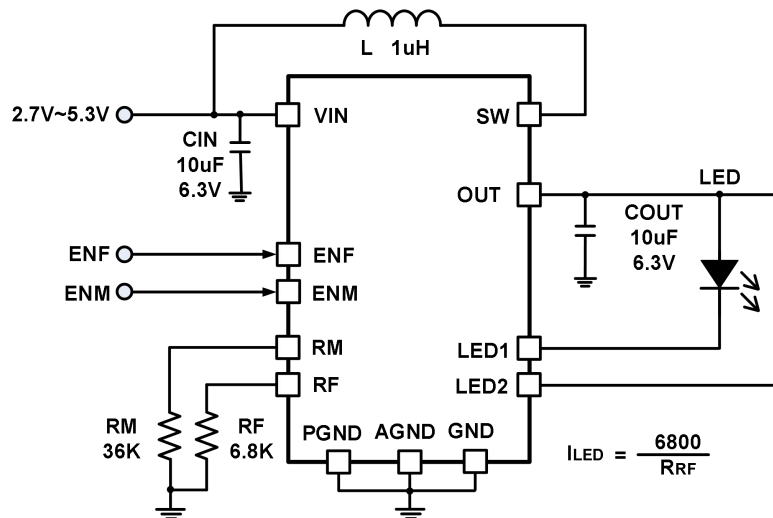 L 1uH
2.7V~5.3V
VIN
SW
CIN
10uF
6.3V
OUT
LED
COUT
10uF
6.3V
ENF
ENF
ENM
ENM
RM
LED1
RF
LED2
RM
36K
RF
6.8K
PGND
AGND
GND
ILED = 6800
RRF